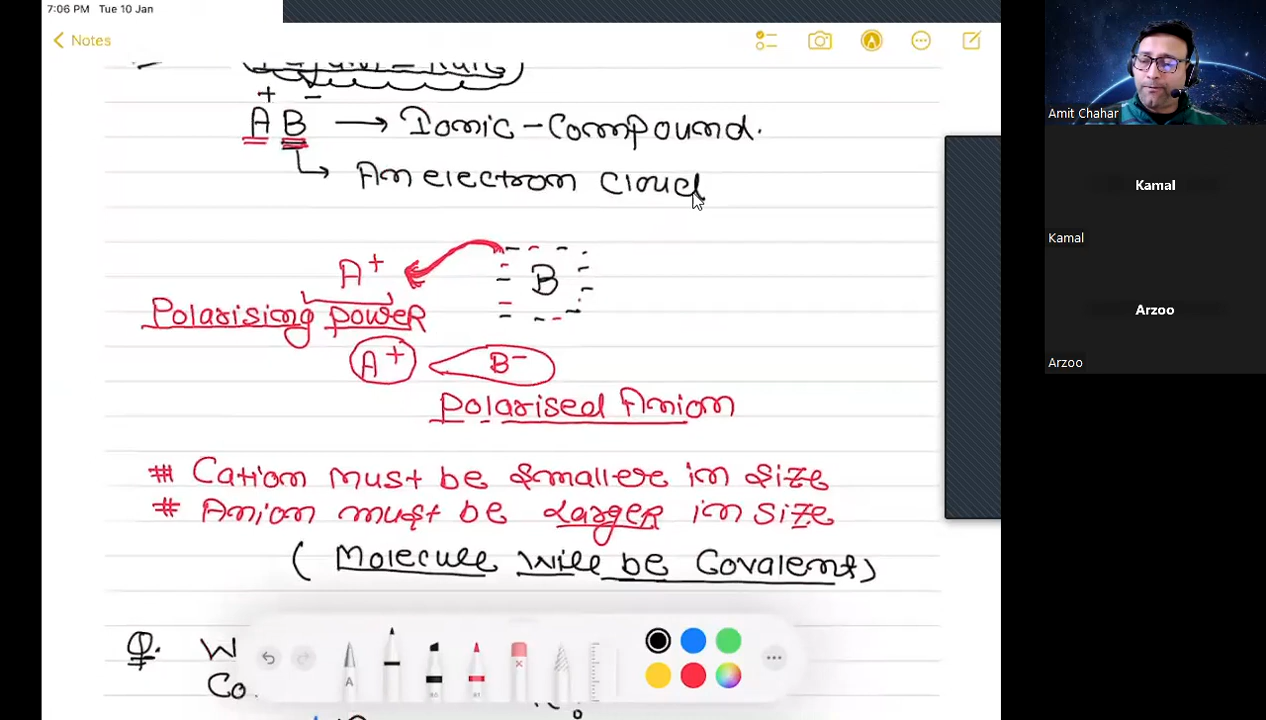 7:06 PM Tue 10 Jan
Notes
+ -
A B → Ionic-Compound.
An electron cloud
A+ B
Polarising power
A+ B-
Polarised Anion
# Cation must be smaller in size
# Anion must be Larger in size
(Molecule will be Covalent)
Q. W
Co.
A
80
Amit Chahar
Kamal
Kamal
Arzoo
Arzoo